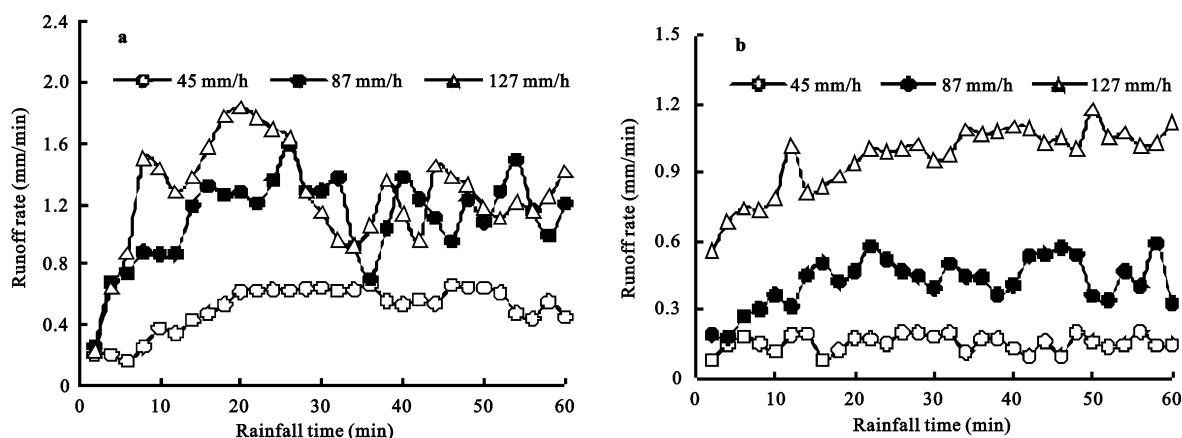 a
45 mm/h 87 mm/h 127 mm/h
Runoff rate (mm/min)
2.4
2.0
1.6
1.2
0.8
0.4
0
0 10 20 30 40 50 60
Rainfall time (min)
b
45 mm/h 87 mm/h 127 mm/h
Runoff rate (mm/min)
1.5
1.2
0.9
0.6
0.3
0
0 10 20 30 40 50 60
Rainfall time (min)